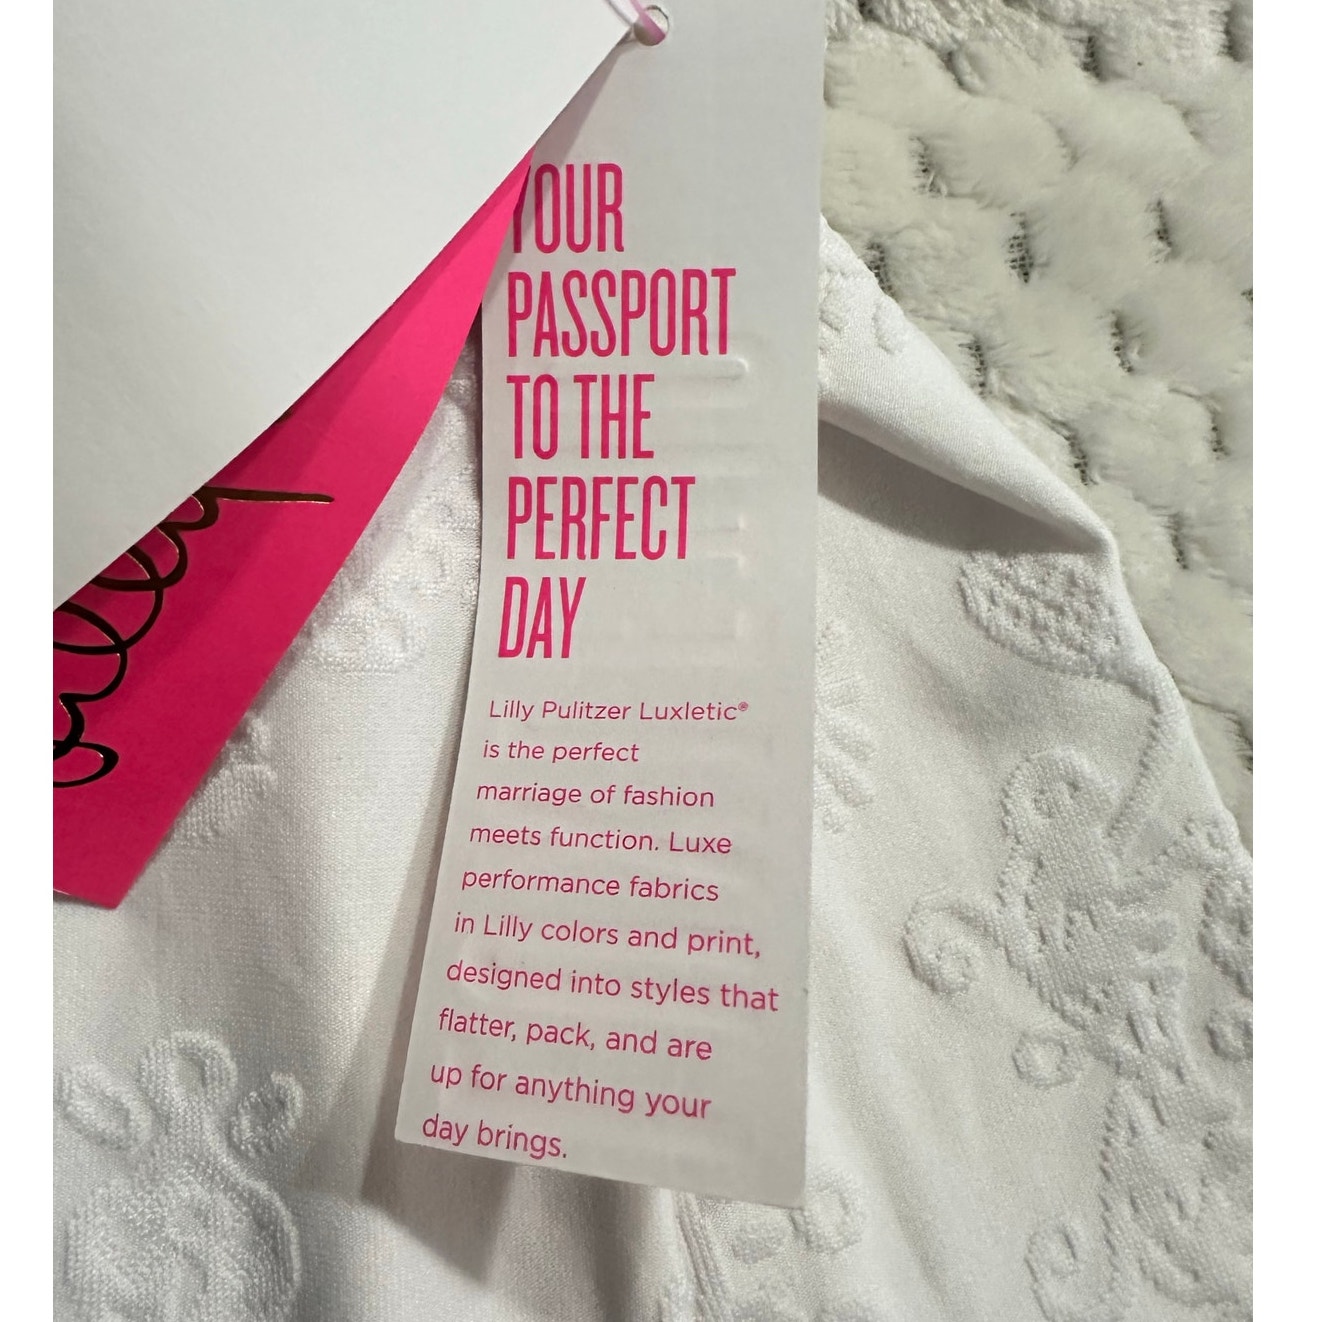 YOUR
PASSPORT
TO THE
PERFECT
DAY
Lilly Pulitzer Luxletic®
is the perfect
marriage of fashion
meets function. Luxe
performance fabrics
in Lilly colors and print,
designed into styles that
flatter, pack, and are
up for anything your
day brings.
Lilly